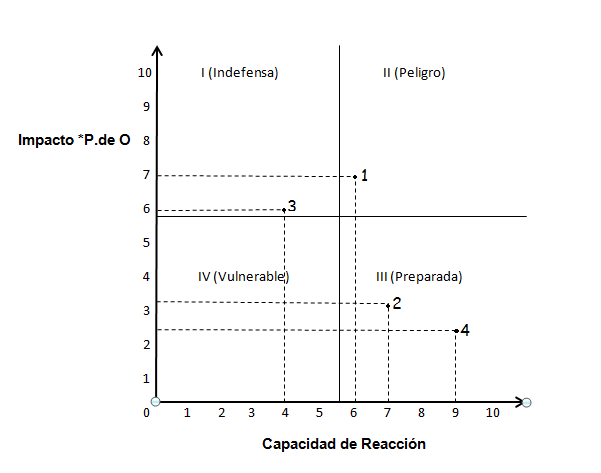 10 I (Indefensa) II (Peligro)
9
Impacto *P.de O 8
7 1
6 3
5
4 IV (Vulnerable) III (Preparada)
3 2
2 4
1
0 1 2 3 4 5 6 7 8 9 10
Capacidad de Reacción